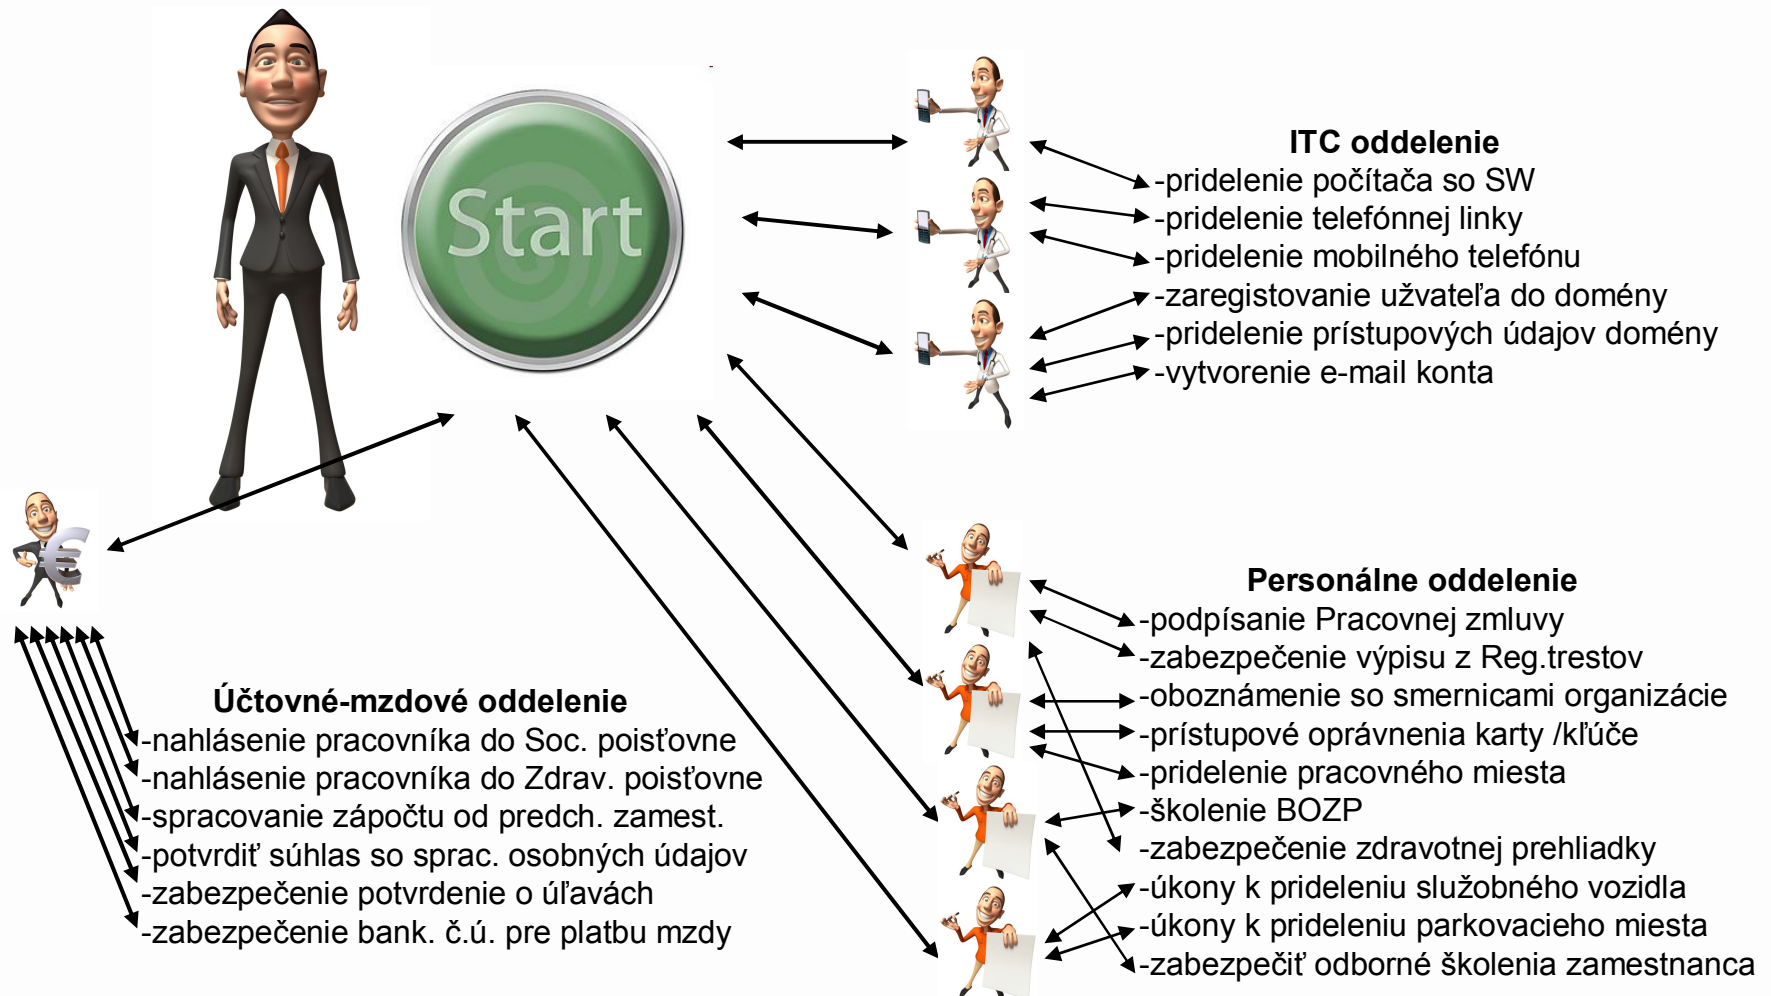 Start
ITC oddelenie
-pridelenie počítača so SW
-pridelenie telefónnej linky
-pridelenie mobilného telefónu
-zaregistovanie užvateľa do domény
-pridelenie prístupových údajov domény
-vytvorenie e-mail konta
Personálne oddelenie
-podpísanie Pracovnej zmluvy
-zabezpečenie výpisu z Reg.trestov
-oboznámenie so smernicami organizácie
-prístupové oprávnenia karty /kľúče
-pridelenie pracovného miesta
-školenie BOZP
-zabezpečenie zdravotnej prehliadky
-úkony k prideleniu služobného vozidla
-úkony k prideleniu parkovacieho miesta
-zabezpečiť odborné školenia zamestnanca
Účtovné-mzdové oddelenie
-nahlásenie pracovníka do Soc. poisťovne
-nahlásenie pracovníka do Zdrav. poisťovne
-spracovanie zápočtu od predch. zamest.
-potvrdiť súhlas so sprac. osobných údajov
-zabezpečenie potvrdenie o úľavách
-zabezpečenie bank. č.ú. pre platbu mzdy